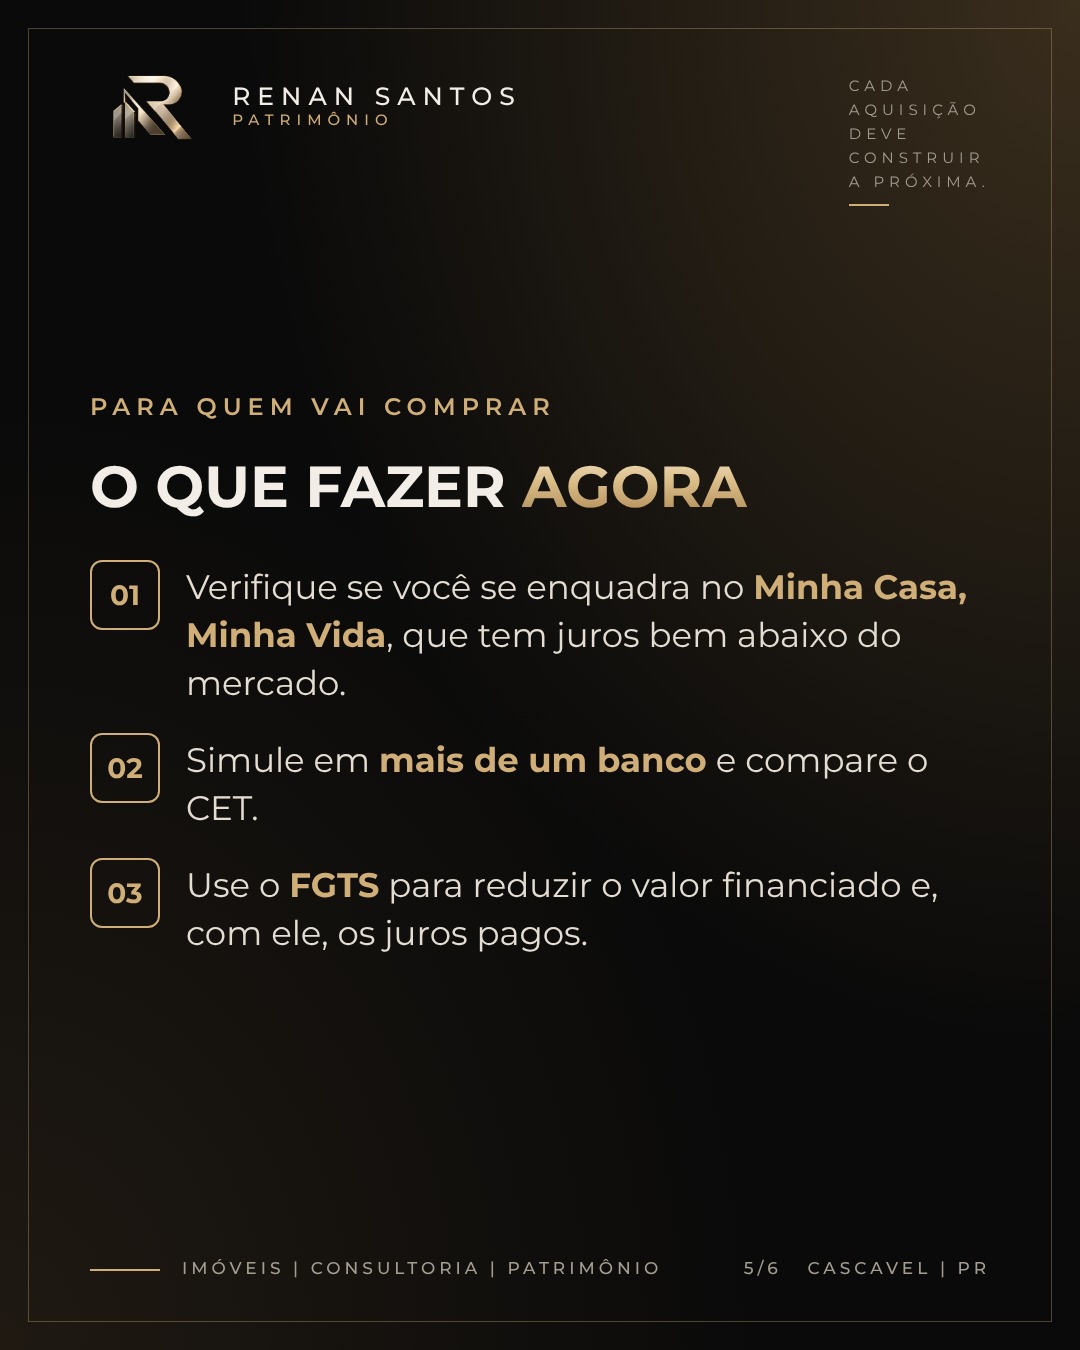 RENAN SANTOS
PATRIMÔNIO
CADA
AQUISIÇÃO
DEVE
CONSTRUIR
A PRÓXIMA.
PARA QUEM VAI COMPRAR
O QUE FAZER AGORA
01
Verifique se você se enquadra no Minha Casa,
Minha Vida, que tem juros bem abaixo do
mercado.
02
Simule em mais de um banco e compare o
CET.
03
Use o FGTS para reduzir o valor financiado e,
com ele, os juros pagos.
IMÓVEIS | CONSULTORIA | PATRIMÔNIO
5/6 CASCAVEL | PR